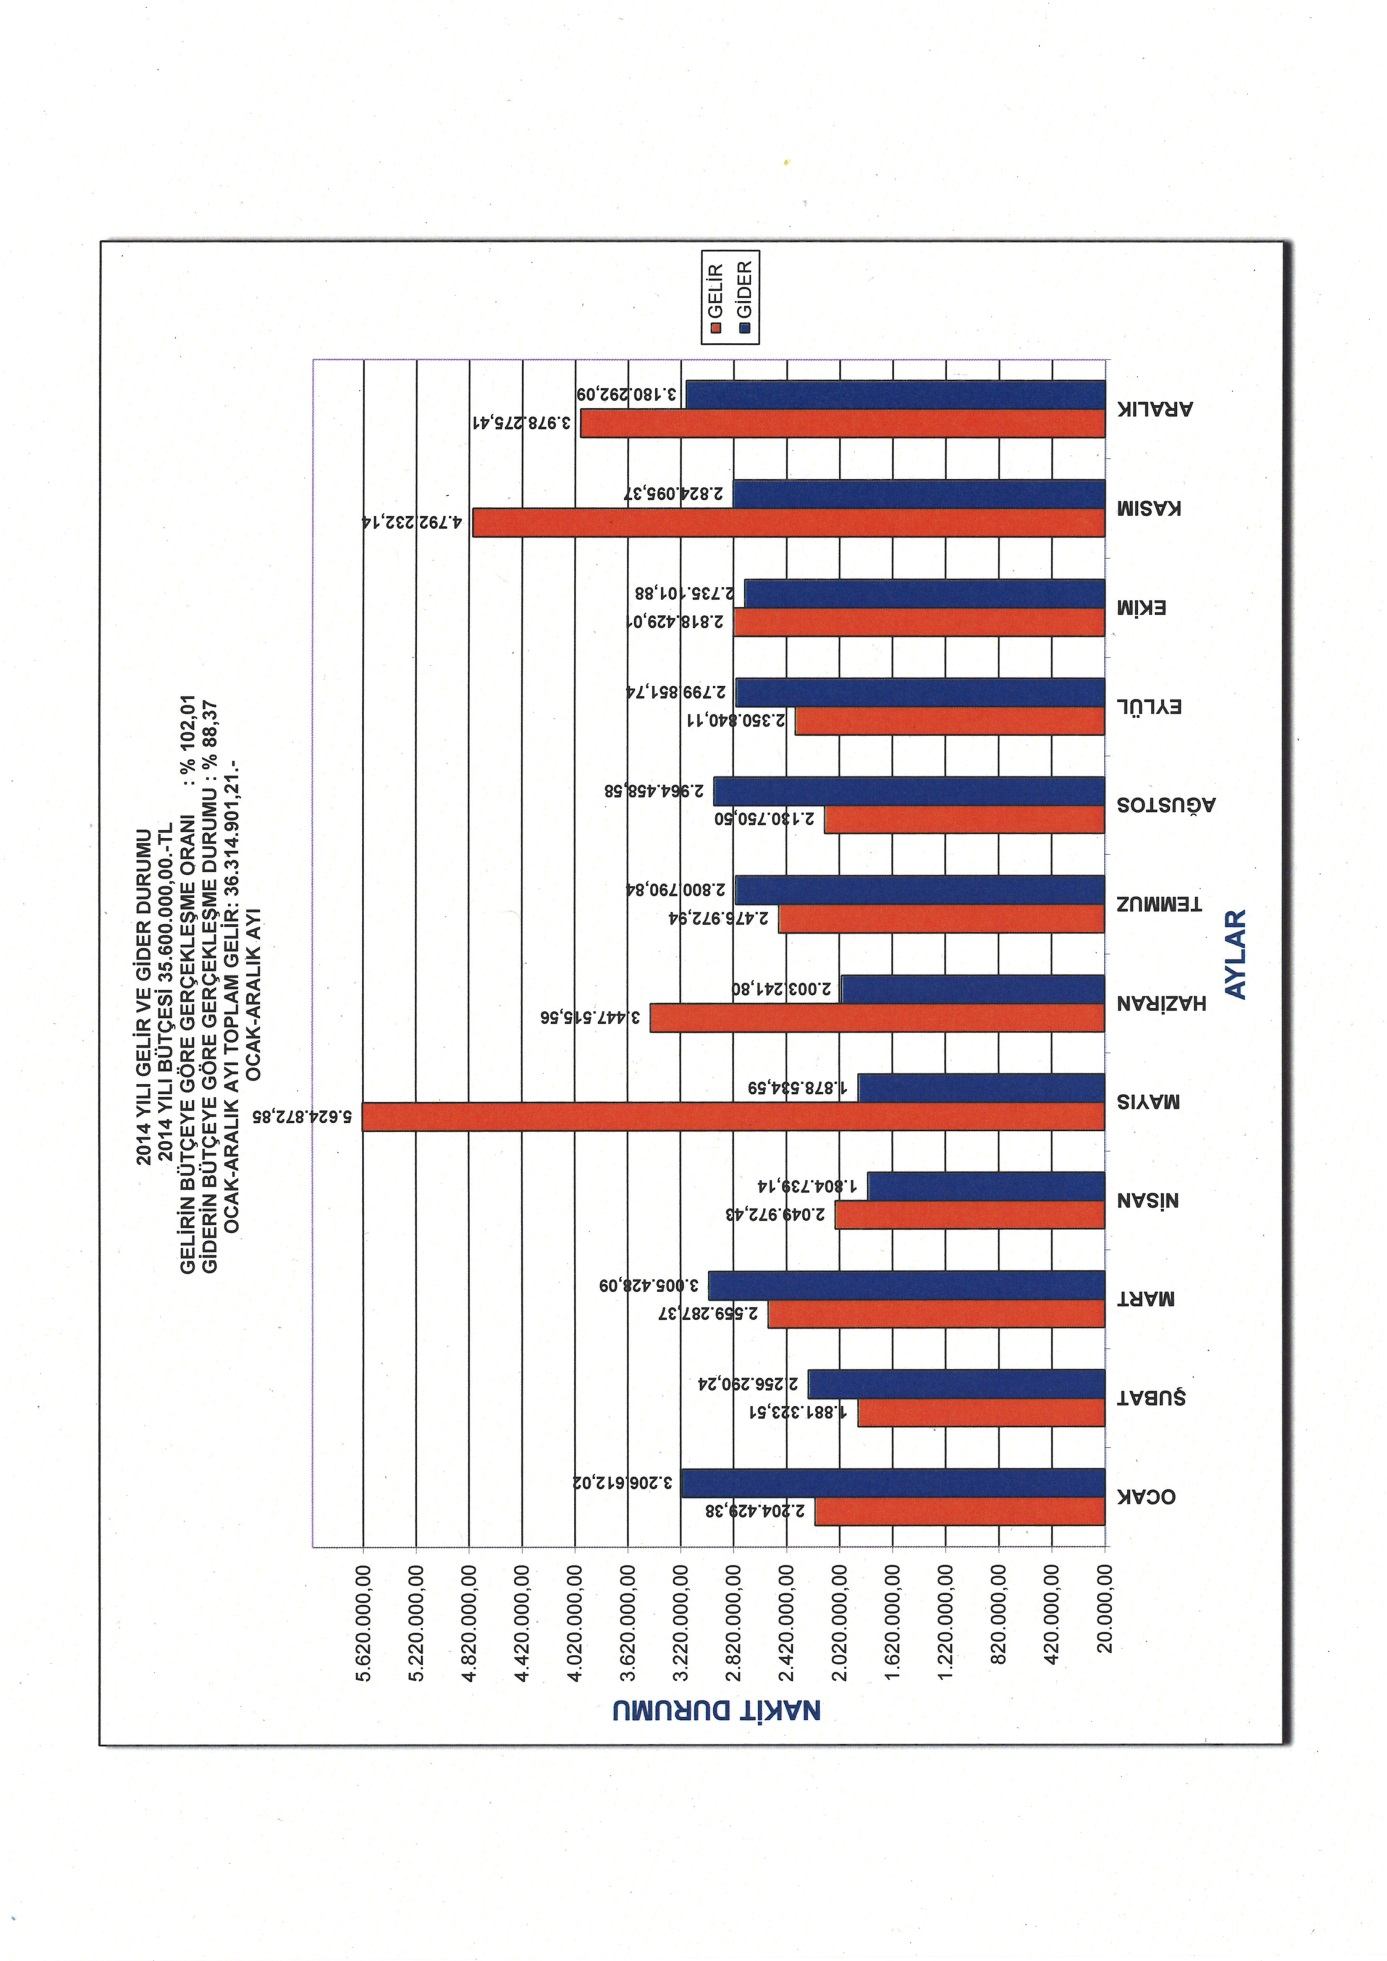 2014 YILI GELİR VE GİDER DURUMU
2014 YILI BÜTÇESİ 35.600.000,00.-TL
GELİRİN BÜTÇEYE GÖRE GERÇEKLEŞME ORANI : % 102,01
GİDERİN BÜTÇEYE GÖRE GERÇEKLEŞME DURUMU : % 88,37
OCAK-ARALIK AYI TOPLAM GELİR: 36.314.901,21.-
OCAK-ARALIK AYI
NAKİT DURUMU
5.620.000,00
5.220.000,00
4.820.000,00
4.420.000,00
4.020.000,00
3.620.000,00
3.220.000,00
2.820.000,00
2.420.000,00
2.020.000,00
1.620.000,00
1.220.000,00
820.000,00
420.000,00
20.000,00
2.204.429,38
3.206.612,02
1.881.323,51
2.256.290,24
2.559.287,37
3.005.428,09
2.049.972,43
1.804.739,14
5.624.872,85
1.878.534,59
3.447.515,56
2.003.241,80
2.476.972,94
2.800.790,84
2.130.750,50
2.964.458,58
2.350.840,11
2.799.851,74
2.818.429,01
2.735.101,88
4.792.232,14
2.824.095,37
3.978.275,41
3.180.292,09
OCAK
ŞUBAT
MART
NİSAN
MAYIS
HAZİRAN
TEMMUZ
AĞUSTOS
EYLÜL
EKİM
KASIM
ARALIK
AYLAR
GELİR
GİDER